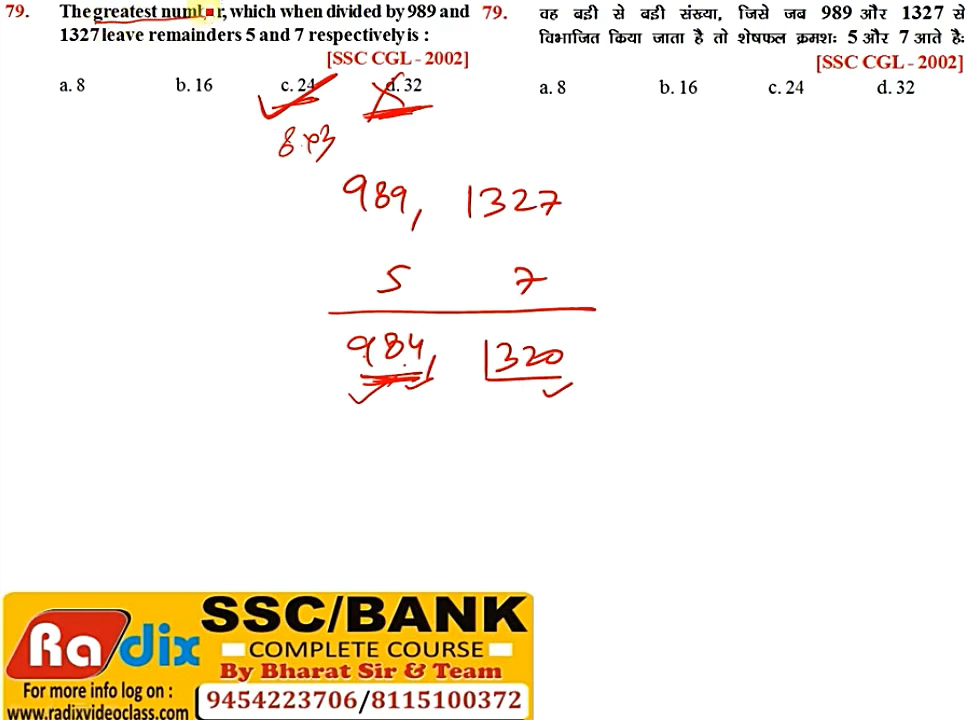 79. The greatest number, which when divided by 989 and
1327 leave remainders 5 and 7 respectively is :
[SSC CGL - 2002]
a. 8 b. 16 c. 24 d. 32
79. वह बडी से बडी संख्या, जिसे जब 989 और 1327 से
विभाजित किया जाता है तो शेषफल क्रमशः 5 और 7 आते हैः
[SSC CGL - 2002]
a. 8 b. 16 c. 24 d. 32
8×3
989, 1327
5 7
984, 1320
Radix
For more info log on :
www.radixvideoclass.com
SSC/BANK
COMPLETE COURSE
By Bharat Sir & Team
9454223706/8115100372